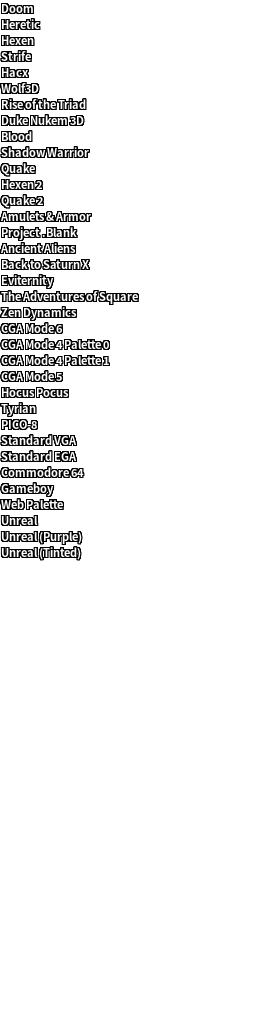 Doom
Heretic
Hexen
Strife
Hacx
Wolf3D
Rise of the Triad
Duke Nukem 3D
Blood
Shadow Warrior
Quake
Hexen 2
Quake 2
Amulets & Armor
Project .Blank
Ancient Aliens
Back to Saturn X
Eviternity
The Adventures of Square
Zen Dynamics
CGA Mode 6
CGA Mode 4 Palette 0
CGA Mode 4 Palette 1
CGA Mode 5
Hocus Pocus
Tyrian
PICO-8
Standard VGA
Standard EGA
Commodore 64
Gameboy
Web Palette
Unreal
Unreal (Purple)
Unreal (Tinted)